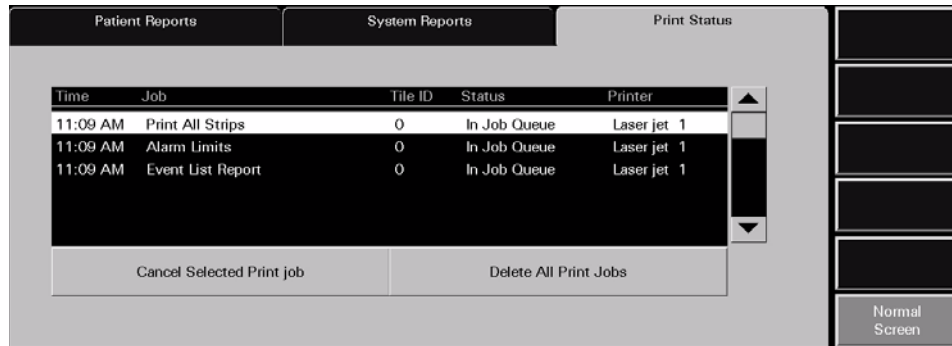 Patient Reports System Reports Print Status
Time Job Tile ID Status Printer
11:09 AM Print All Strips 0 In Job Queue Laser jet 1
11:09 AM Alarm Limits 0 In Job Queue Laser jet 1
11:09 AM Event List Report 0 In Job Queue Laser jet 1
Cancel Selected Print job Delete All Print Jobs
Normal
Screen